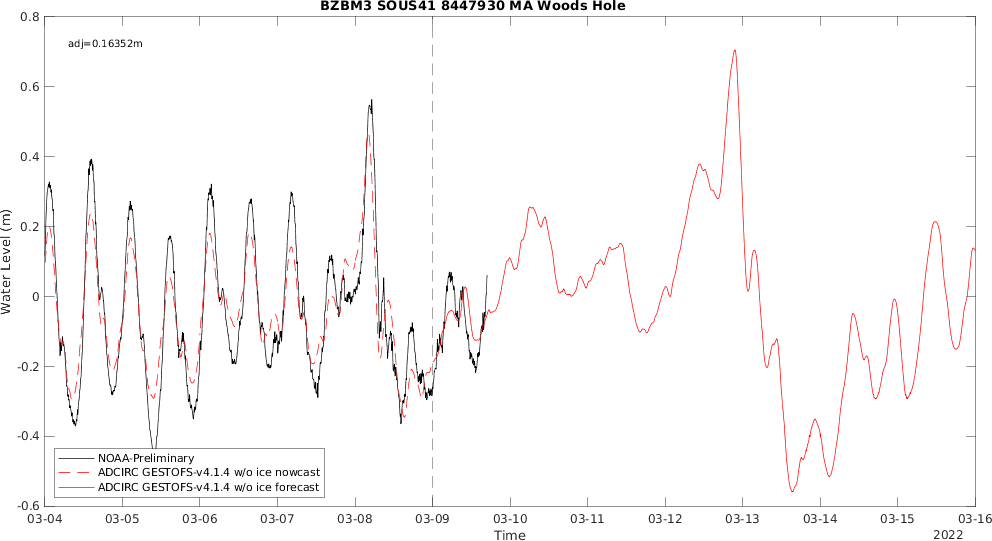 BZBM3 SOUS41 8447930 MA Woods Hole
adj=0.16352m
Water Level (m)
0.8
0.6
0.4
0.2
0
-0.2
-0.4
-0.6
NOAA-Preliminary
ADCIRC GESTOFS-v4.1.4 w/o ice nowcast
ADCIRC GESTOFS-v4.1.4 w/o ice forecast
03-04 03-05 03-06 03-07 03-08 03-09 03-10 03-11 03-12 03-13 03-14 03-15 03-16
Time
2022